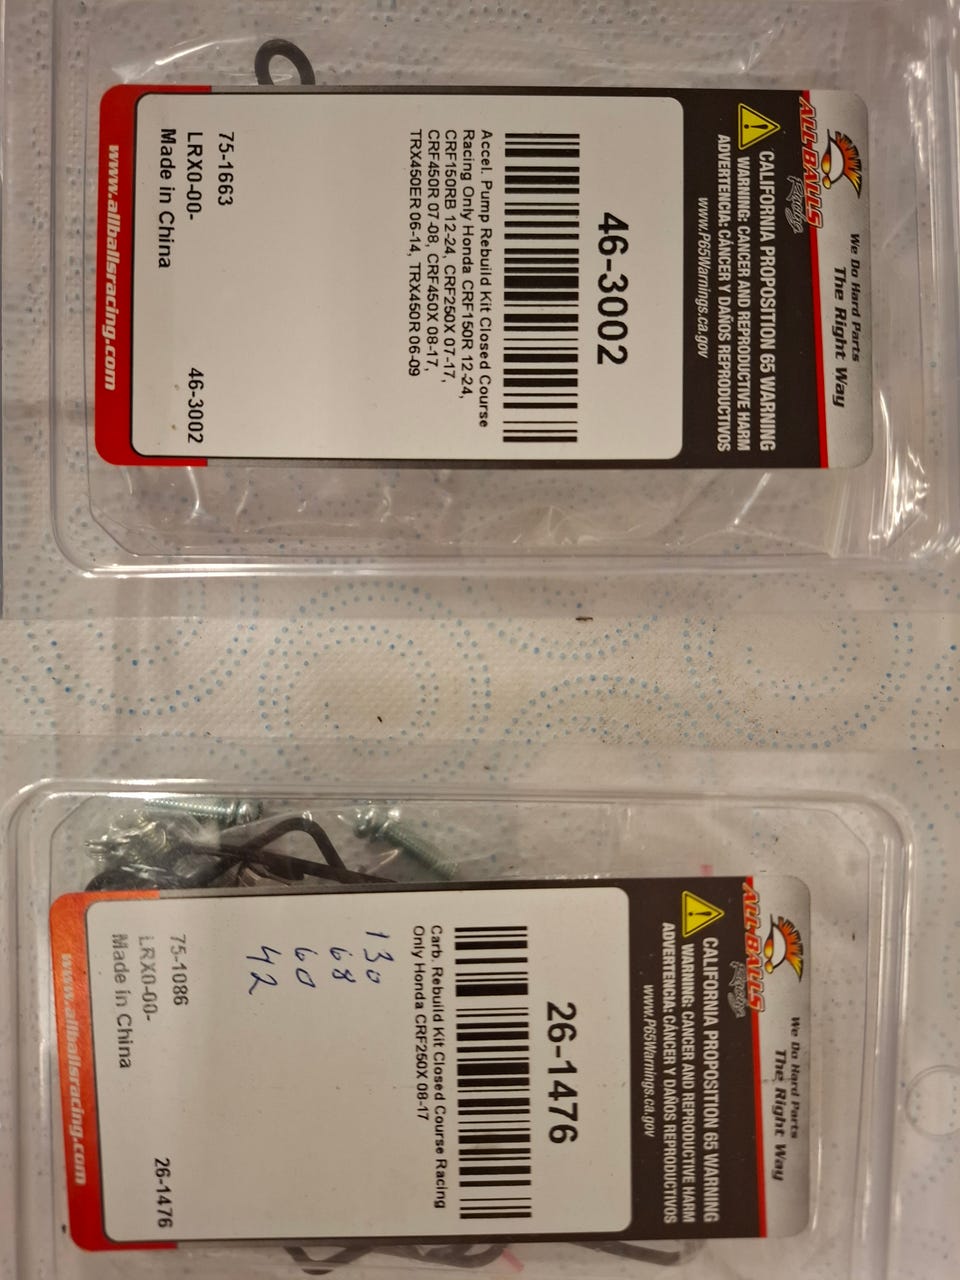 ALL BALLS
Racing
We Do Hard Parts
The Right Way
CALIFORNIA PROPOSITION 65 WARNING
WARNING: CANCER AND REPRODUCTIVE HARM
ADVERTENCIA: CÁNCER Y DAÑOS REPRODUCTIVOS
www.P65Warnings.ca.gov
46-3002
Accel. Pump Rebuild Kit Closed Course
Racing Only Honda CRF150R 12-24,
CRF150RB 12-24, CRF250X 07-17,
CRF450R 07-08, CRF450X 08-17,
TRX450ER 06-14, TRX450R 06-09
75-1663
LRX0-00- 46-3002
Made in China
www.allballsracing.com
ALL BALLS
Racing
We Do Hard Parts
The Right Way
CALIFORNIA PROPOSITION 65 WARNING
WARNING: CANCER AND REPRODUCTIVE HARM
ADVERTENCIA: CÁNCER Y DAÑOS REPRODUCTIVOS
www.P65Warnings.ca.gov
26-1476
Carb. Rebuild Kit Closed Course Racing
Only Honda CRF250X 08-17
130
68
60
42
75-1086
LRX0-00- 26-1476
Made in China
www.allballsracing.com